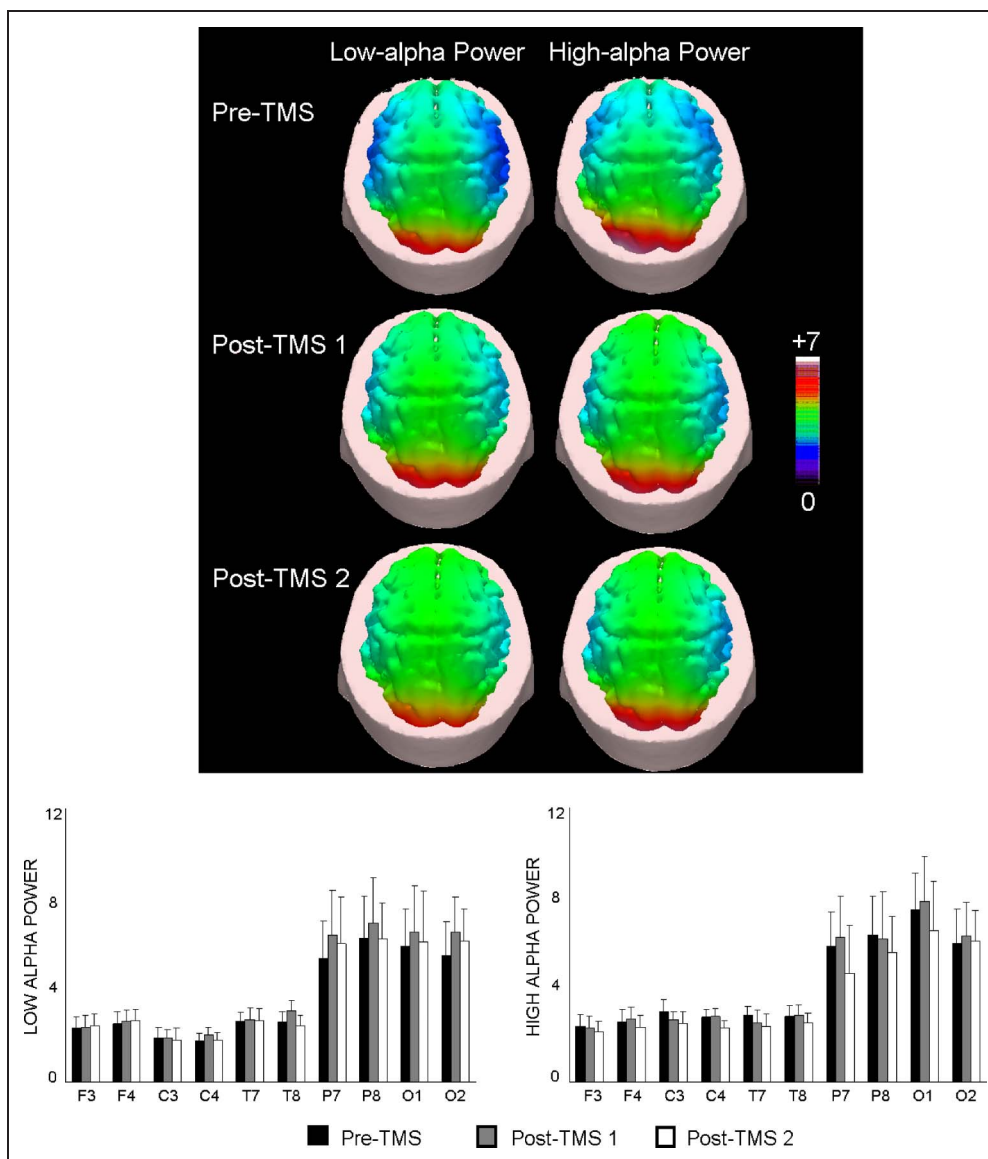 Low-alpha Power High-alpha Power
Pre-TMS
Post-TMS 1
+7
0
Post-TMS 2
12
8
4
0
LOW ALPHA POWER
F3 F4 C3 C4 T7 T8 P7 P8 O1 O2
12
8
4
0
HIGH ALPHA POWER
F3 F4 C3 C4 T7 T8 P7 P8 O1 O2
Pre-TMS Post-TMS 1 Post-TMS 2